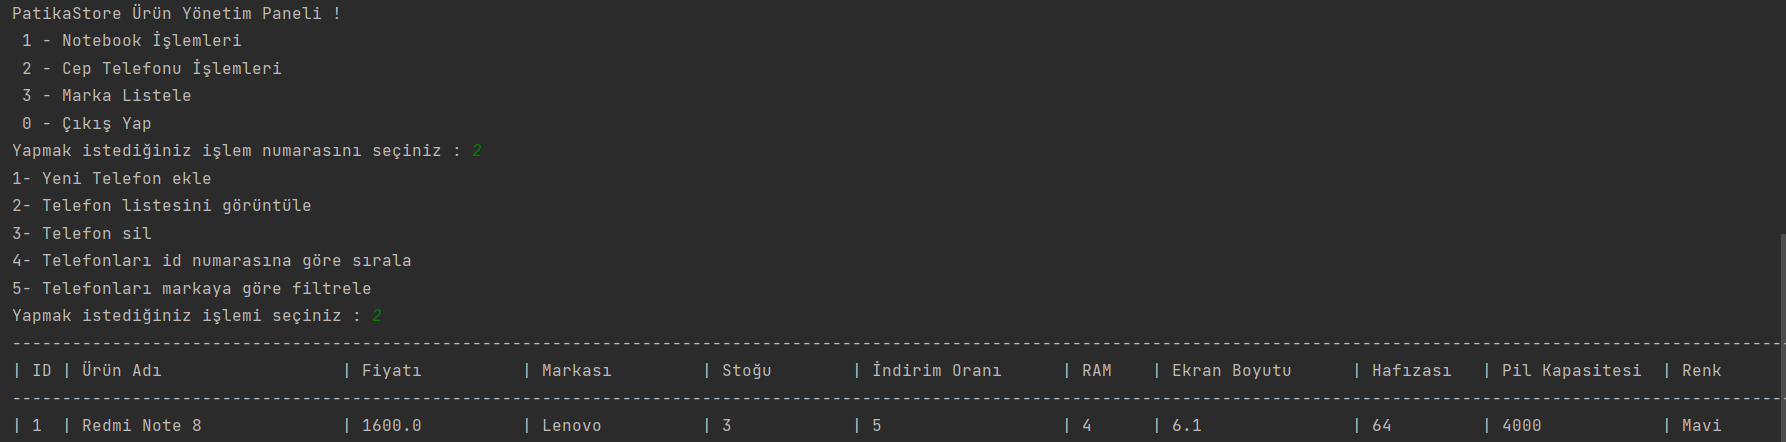 PatikaStore Ürün Yönetim Paneli !
1 - Notebook İşlemleri
2 - Cep Telefonu İşlemleri
3 - Marka Listele
0 - Çıkış Yap
Yapmak istediğiniz işlem numarasını seçiniz : 2
1- Yeni Telefon ekle
2- Telefon listesini görüntüle
3- Telefon sil
4- Telefonları id numarasına göre sırala
5- Telefonları markaya göre filtrele
Yapmak istediğiniz işlemi seçiniz : 2
| ID | Ürün Adı | Fiyatı | Markası | Stoğu | İndirim Oranı | RAM | Ekran Boyutu | Hafızası | Pil Kapasitesi | Renk
| 1 | Redmi Note 8 | 1600.0 | Lenovo | 3 | 5 | 4 | 6.1 | 64 | 4000 | Mavi